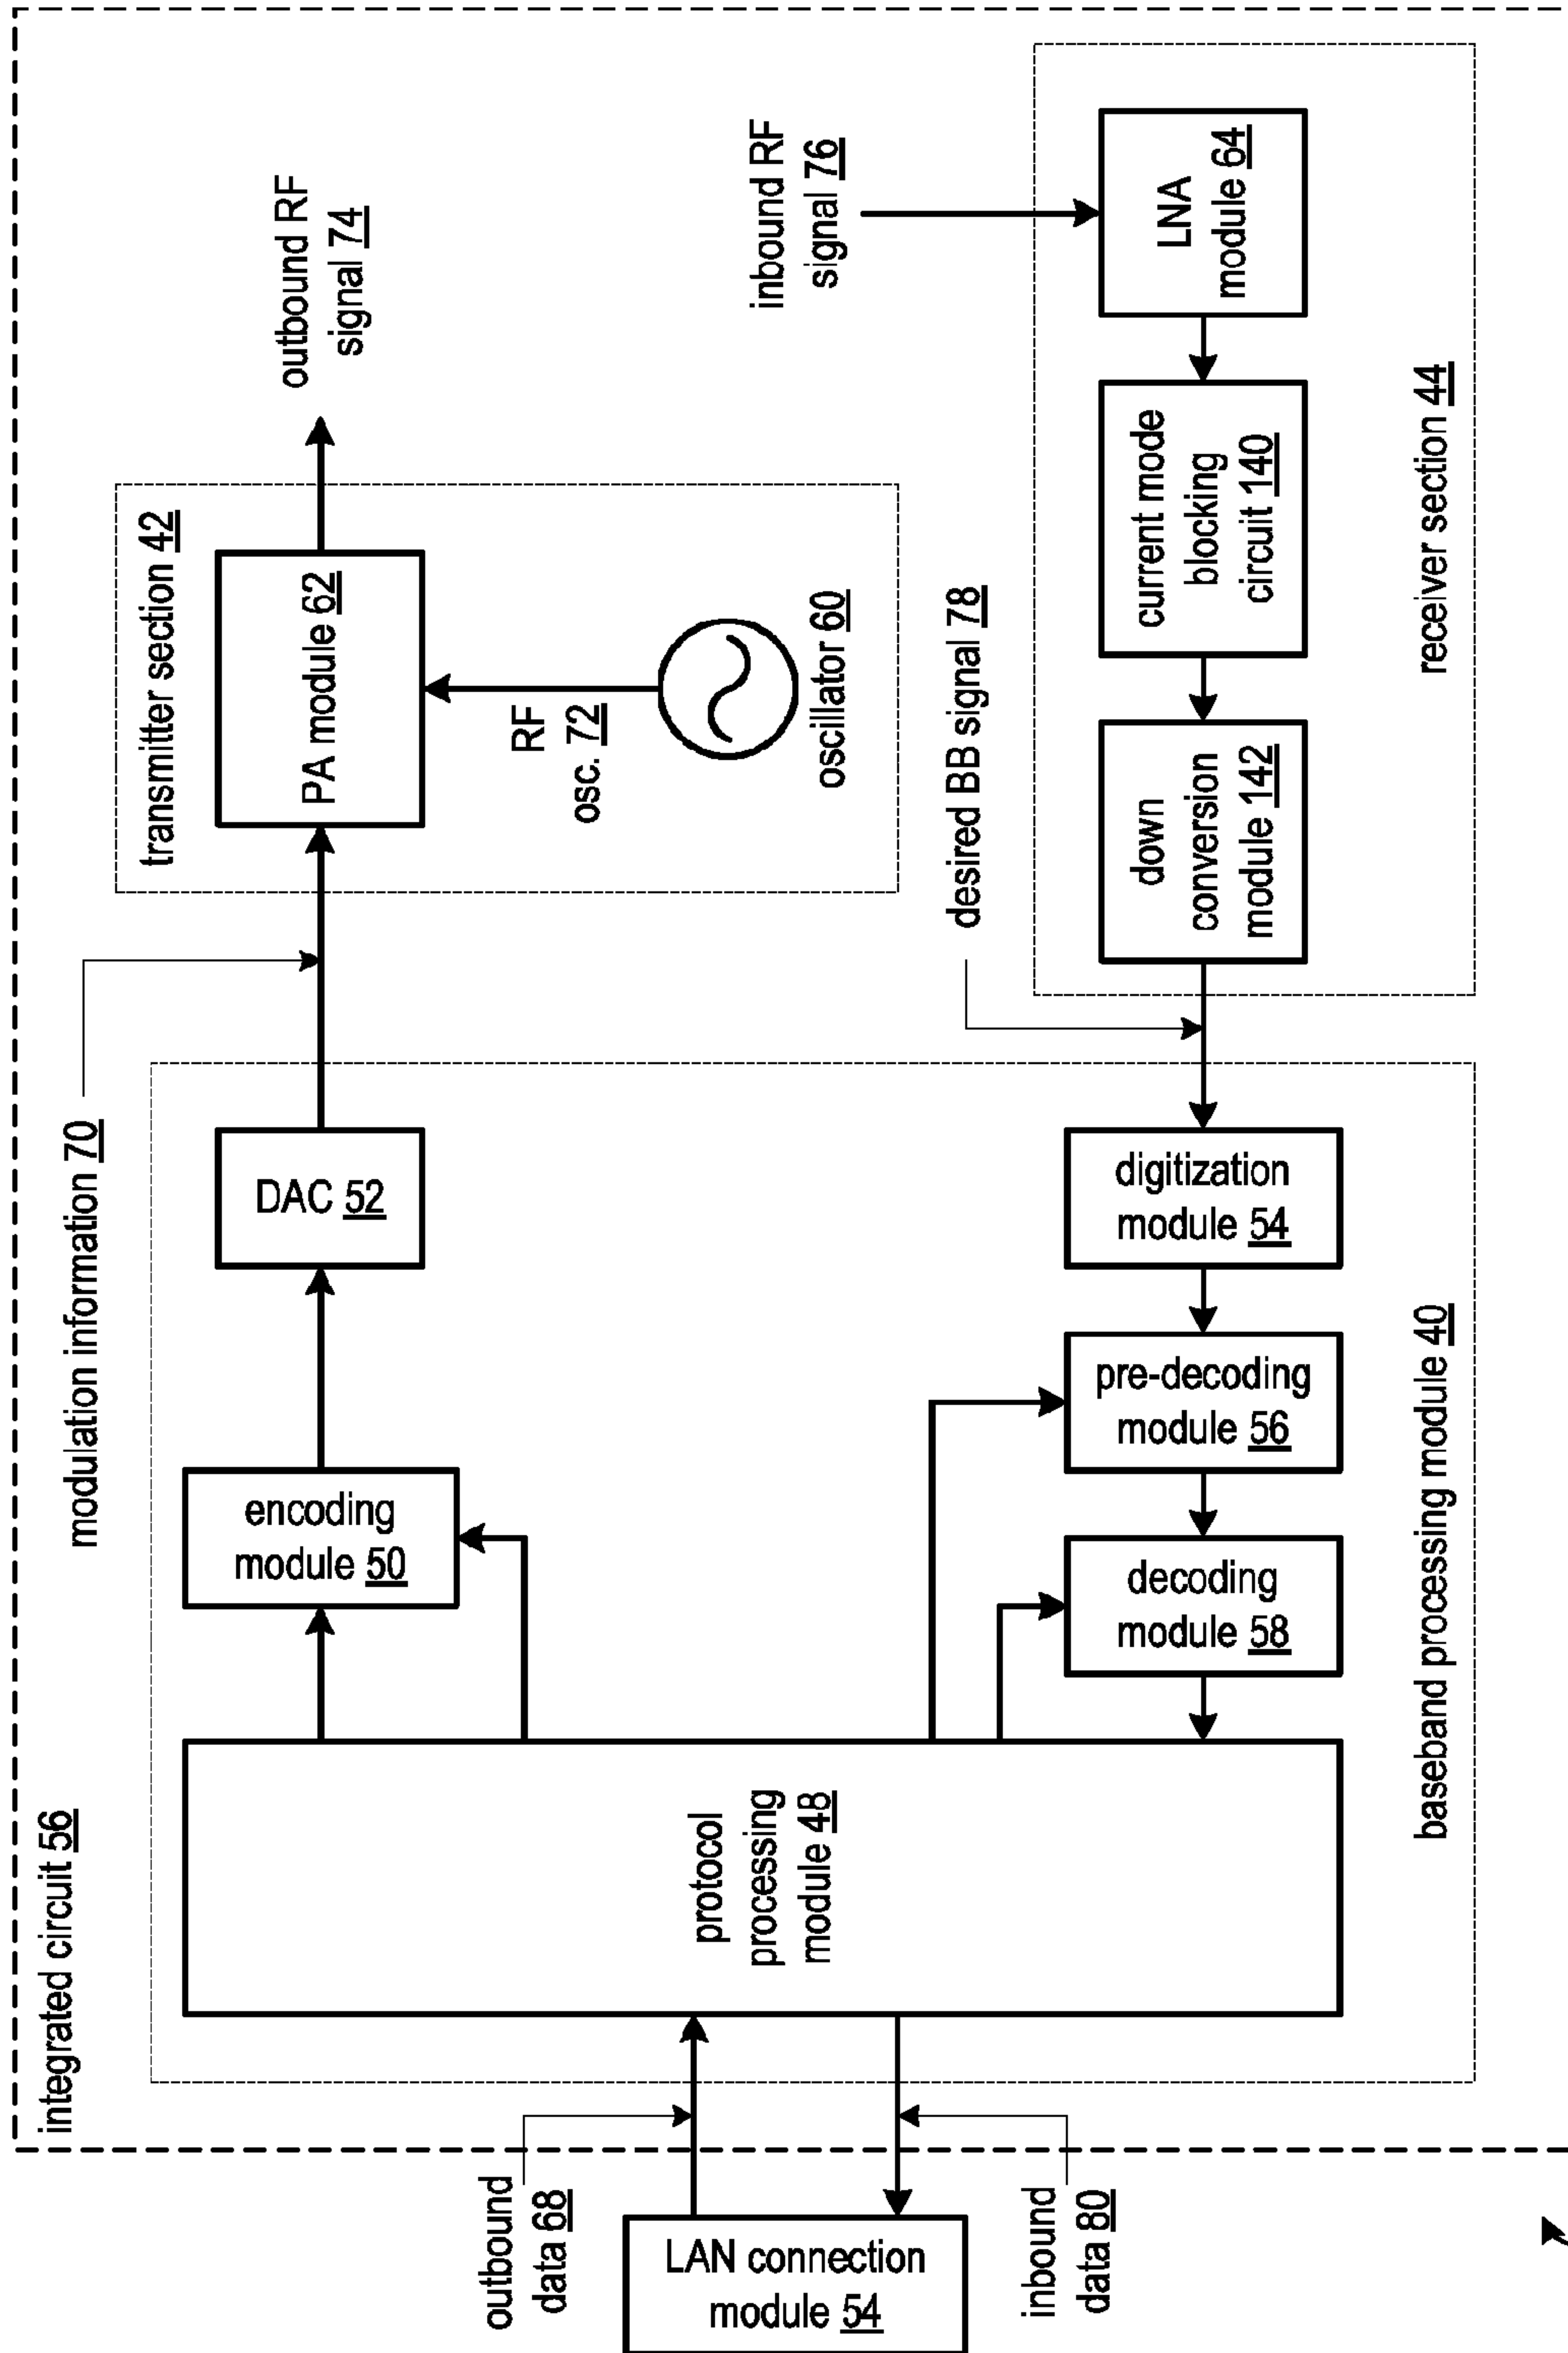 integrated circuit 56
modulation information 70
transmitter section 42
outbound RF
signal 74
encoding
module 50
DAC 52
PA module 62
RF
osc. 72
oscillator 60
outbound
data 68
LAN connection
module 54
inbound
data 80
protocol
processing
module 48
inbound RF
signal 76
desired BB signal 78
decoding
module 58
pre-decoding
module 56
digitization
module 54
down
conversion
module 142
current mode
blocking
circuit 140
LNA
module 64
baseband processing module 40
receiver section 44